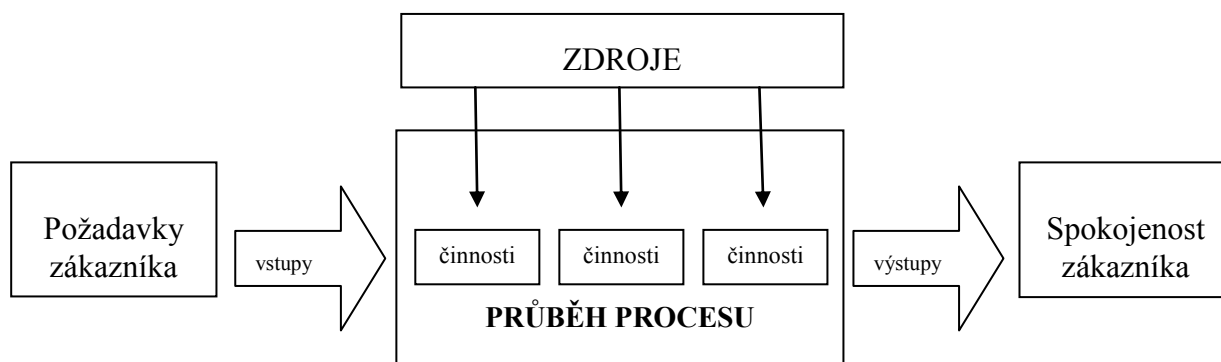 ZDROJE
Požadavky
zákazníka
vstupy
činnosti
činnosti
činnosti
PRŮBĚH PROCESU
výstupy
Spokojenost
zákazníka